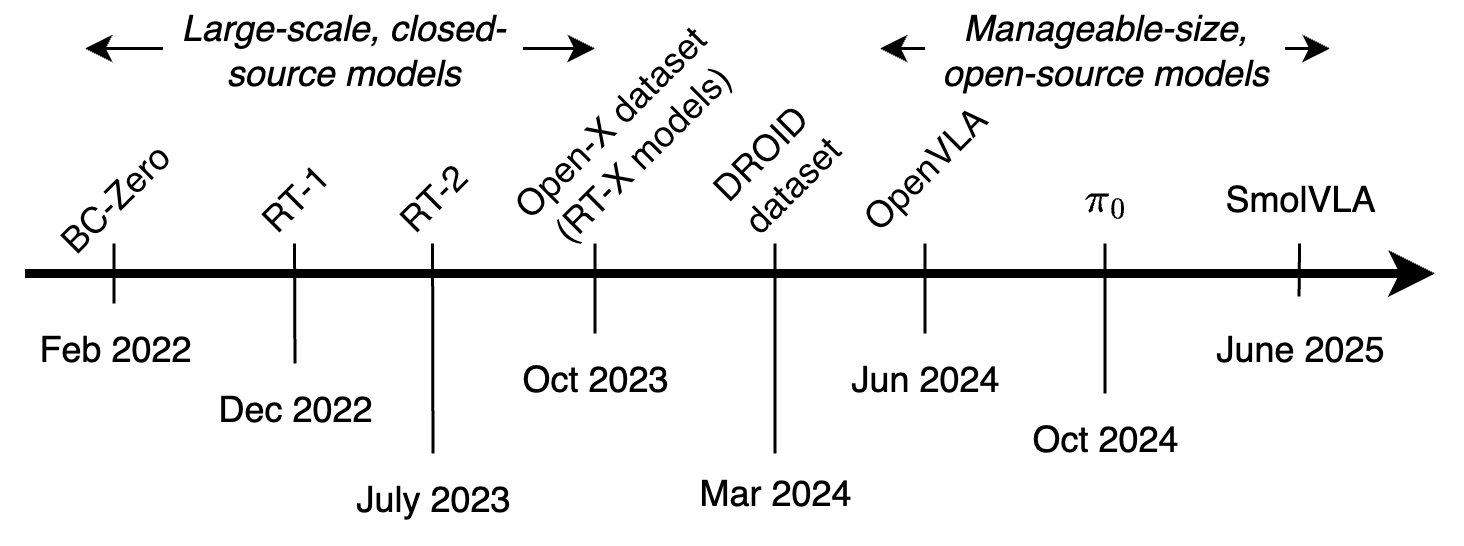 Large-scale, closed-
source models
Manageable-size,
open-source models
BC-Zero
RT-1
RT-2
Open-X dataset
(RT-X models)
DROID
dataset
OpenVLA
π₀
SmolVLA
Feb 2022
Dec 2022
July 2023
Oct 2023
Mar 2024
Jun 2024
Oct 2024
June 2025